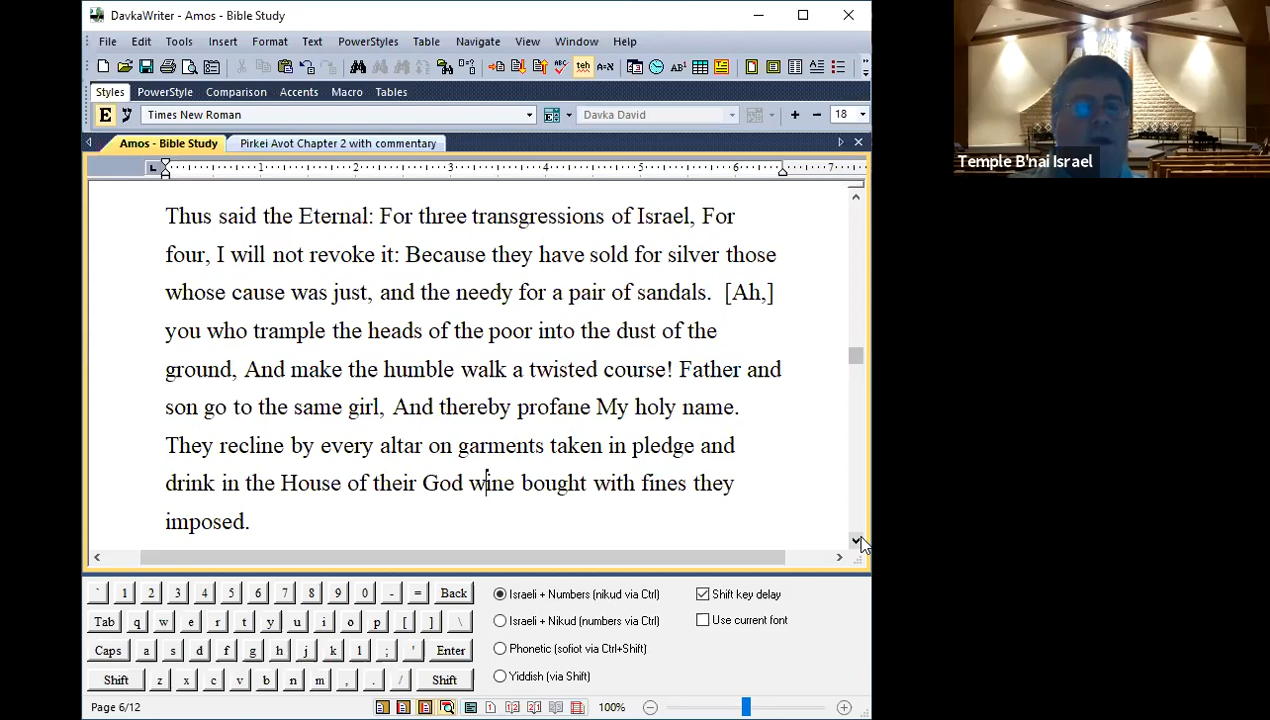 DavkaWriter - Amos - Bible Study
File Edit Tools Insert Format Text PowerStyles Table Navigate View Window Help
Styles PowerStyle Comparison Accents Macro Tables
E Times New Roman Davka David 18
Amos - Bible Study Pirkei Avot Chapter 2 with commentary
1 2 3 4 5 6 7
Thus said the Eternal: For three transgressions of Israel, For
four, I will not revoke it: Because they have sold for silver those
whose cause was just, and the needy for a pair of sandals. [Ah,]
you who trample the heads of the poor into the dust of the
ground, And make the humble walk a twisted course! Father and
son go to the same girl, And thereby profane My holy name.
They recline by every altar on garments taken in pledge and
drink in the House of their God wine bought with fines they
imposed.
` 1 2 3 4 5 6 7 8 9 0 - = Back
Tab q w e r t y u i o p [ ] \
Caps a s d f g h j k l ; ' Enter
Shift z x c v b n m , . / Shift
Israeli + Numbers (nikud via Ctrl) Shift key delay
Israeli + Nikud (numbers via Ctrl) Use current font
Phonetic (sofiot via Ctrl+Shift)
Yiddish (via Shift)
Page 6/12 100%
Temple B'nai Israel